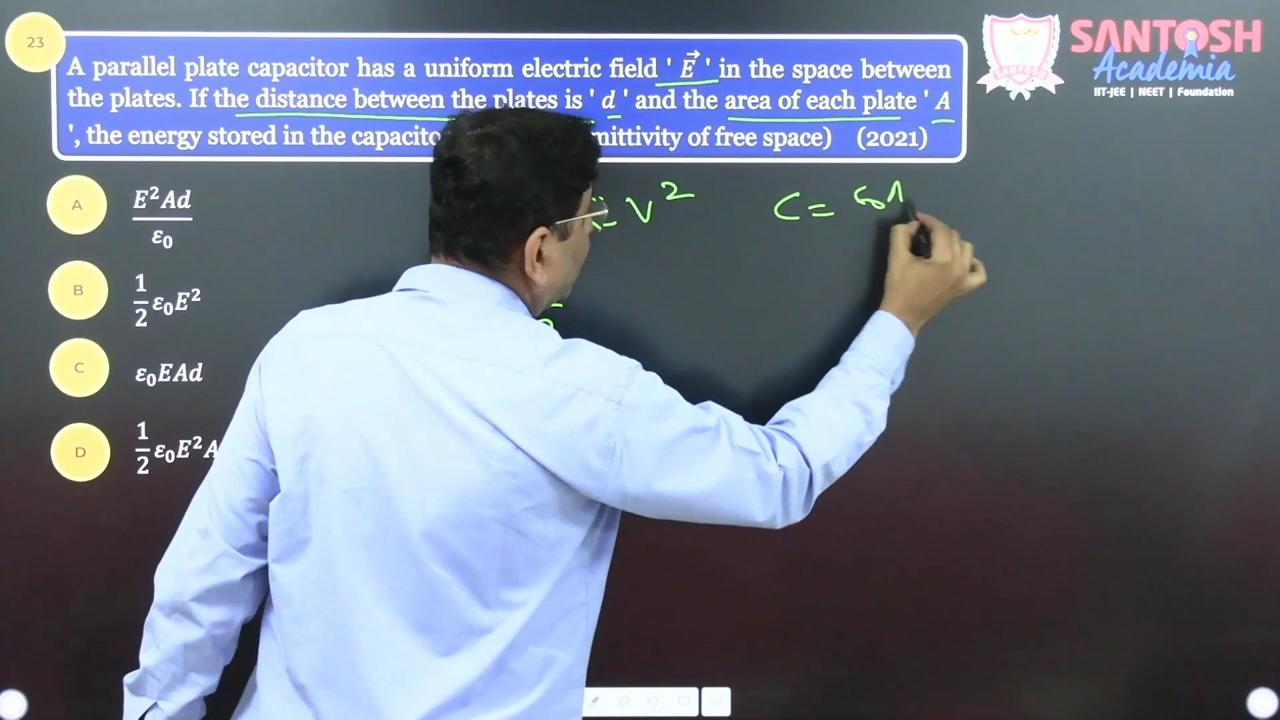 23
A parallel plate capacitor has a uniform electric field ' E⃗ ' in the space between
the plates. If the distance between the plates is ' d ' and the area of each plate ' A
', the energy stored in the mittivity of free space) (2021)
A E²Ad/ε₀
B 1/2 ε₀E²
C ε₀EAd
D 1/2 ε₀E²A
V² C = ε₀A
SANTOSH
Academia
IIT-JEE | NEET | Foundation
SANTOSH